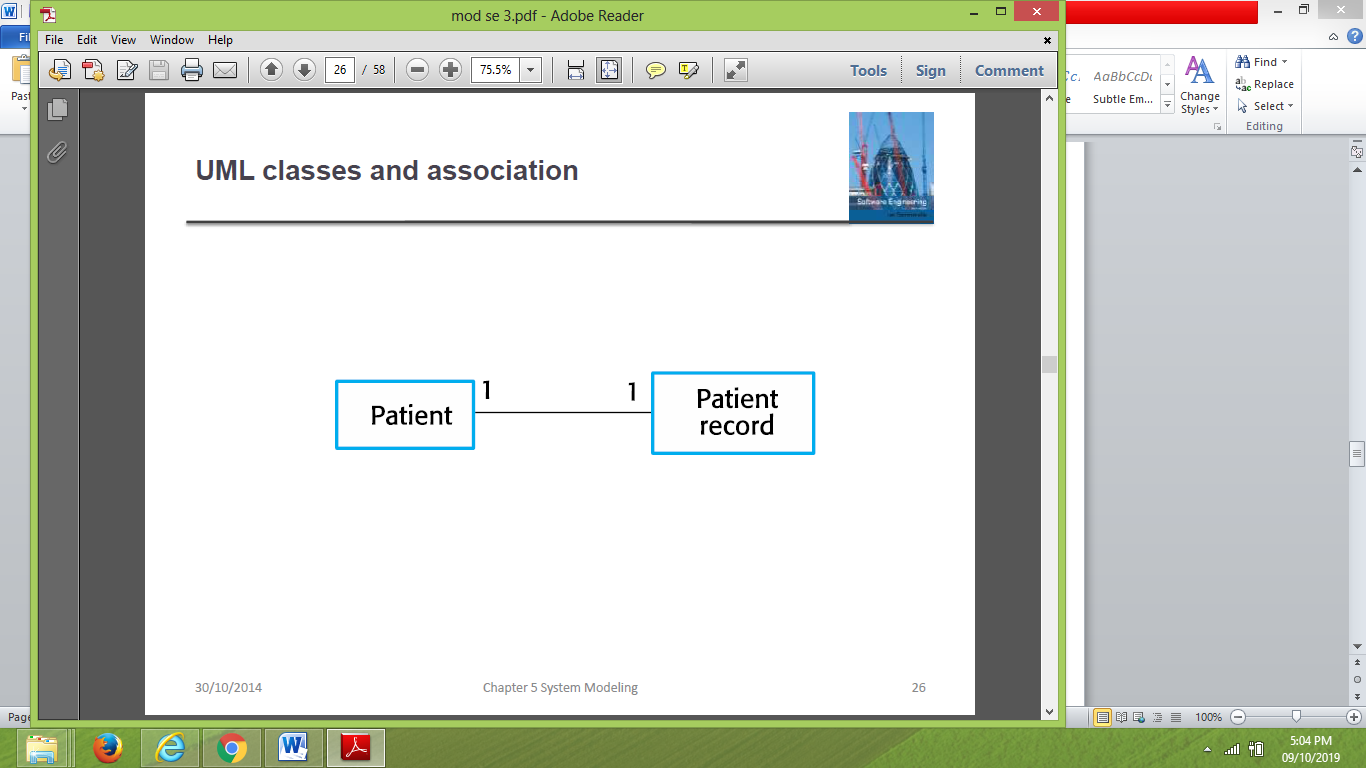 mod se 3.pdf - Adobe Reader
File Edit View Window Help
26 / 58 75.5% Tools Sign Comment
Find
AaBbCcDc
Replace
Subtle Em... Change Styles
Select
Editing
UML classes and association
Software Engineering
1 1
Patient
Patient
record
30/10/2014 Chapter 5 System Modeling 26
100%
5:04 PM
09/10/2019